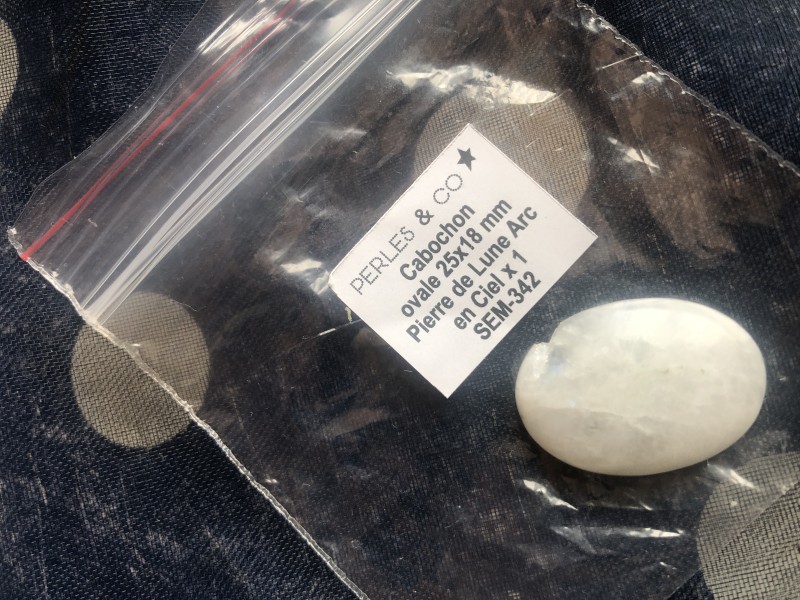 PERLES & CO
Cabochon
ovale 25x18 mm
Pierre de Lune Arc
en Ciel x 1
SEM-342